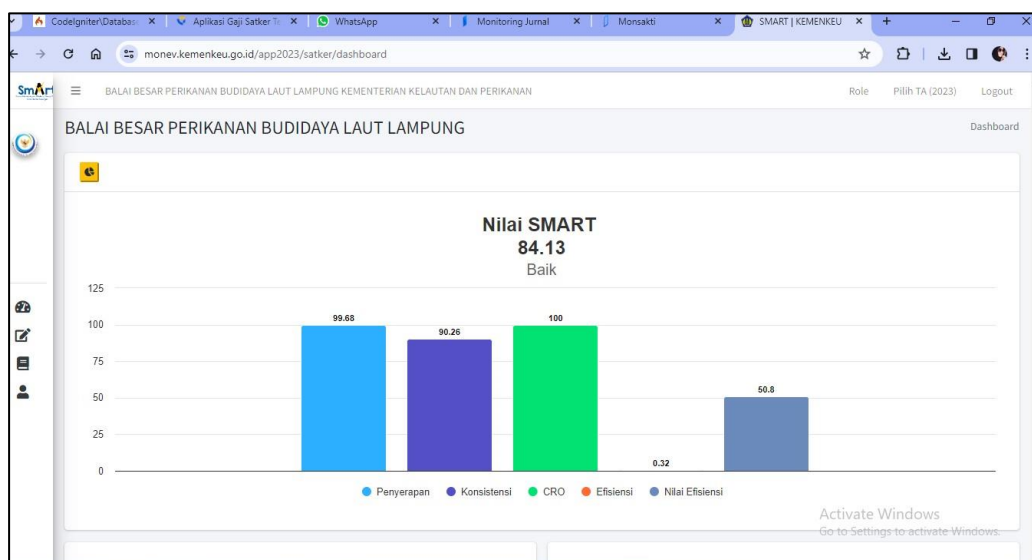 CodeIgniter\Databas
Aplikasi Gaji Satker Te
WhatsApp
Monitoring Jurnal
Monsakti
SMART | KEMENKEU
monev.kemenkeu.go.id/app2023/satker/dashboard
SmArt
BALAI BESAR PERIKANAN BUDIDAYA LAUT LAMPUNG KEMENTERIAN KELAUTAN DAN PERIKANAN
Role Pilih TA (2023) Logout
BALAI BESAR PERIKANAN BUDIDAYA LAUT LAMPUNG
Dashboard
Nilai SMART
84.13
Baik
125
100
75
50
25
0
99.68
90.26
100
0.32
50.8
Penyerapan Konsistensi CRO Efisiensi Nilai Efisiensi
Activate Windows
Go to Settings to activate Windows.